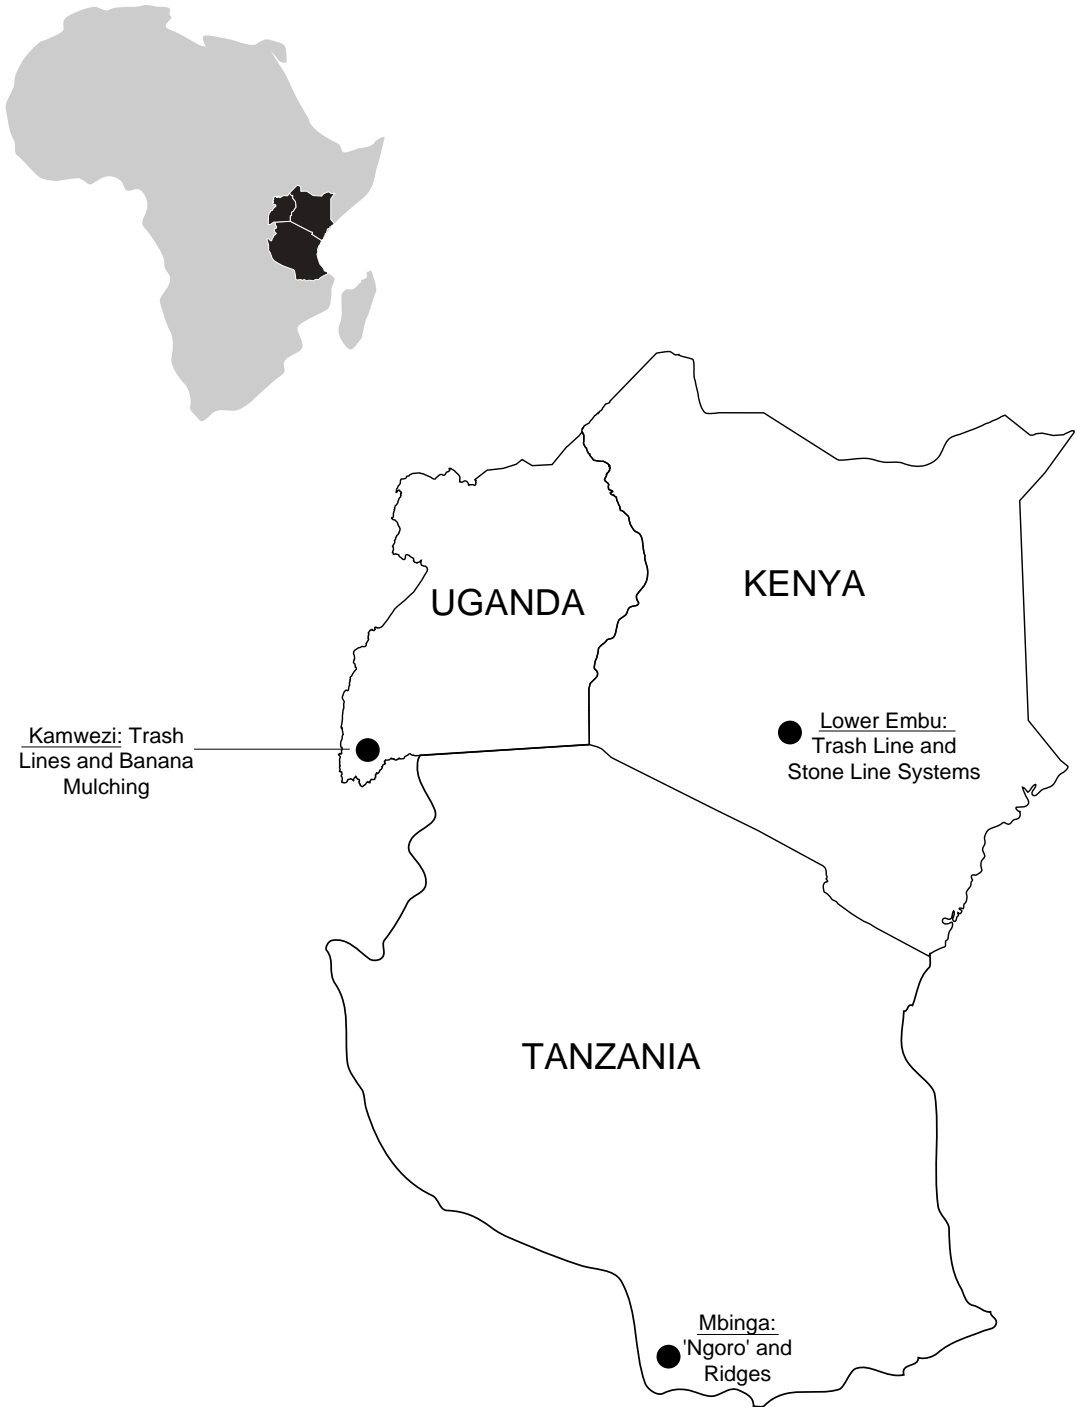 UGANDA
KENYA
Kamwezi: Trash
Lines and Banana
Mulching
Lower Embu:
Trash Line and
Stone Line Systems
TANZANIA
Mbinga:
'Ngoro' and
Ridges